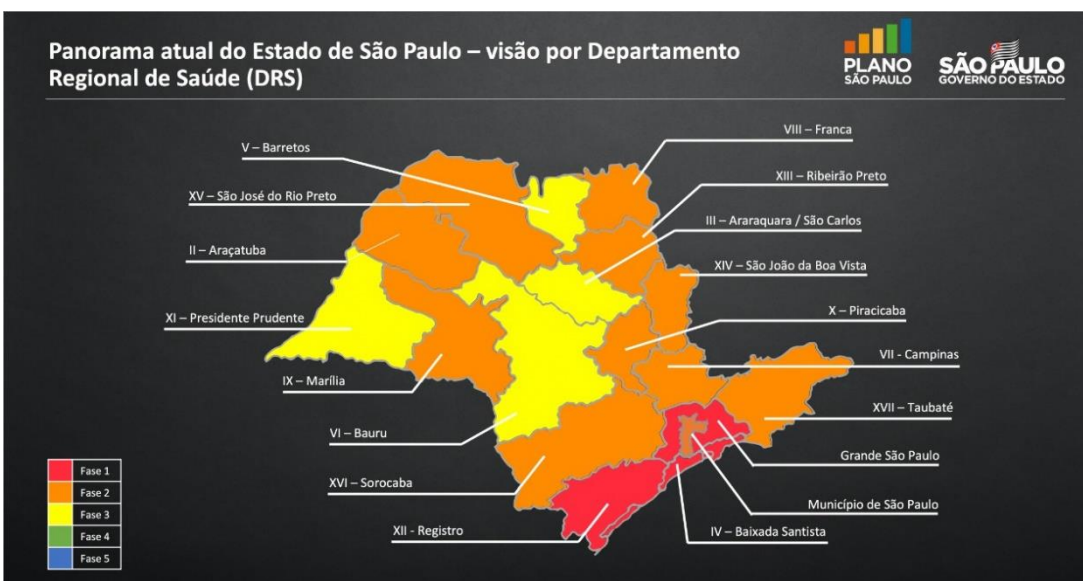 Panorama atual do Estado de São Paulo – visão por Departamento
Regional de Saúde (DRS)
PLANO
SÃO PAULO
SÃO PAULO
GOVERNO DO ESTADO
V – Barretos
XV – São José do Rio Preto
II – Araçatuba
XI – Presidente Prudente
IX – Marília
VI – Bauru
XVI – Sorocaba
XII - Registro
VIII – Franca
XIII – Ribeirão Preto
III – Araraquara / São Carlos
XIV – São João da Boa Vista
X – Piracicaba
VII - Campinas
XVII – Taubaté
Grande São Paulo
Município de São Paulo
IV – Baixada Santista
Fase 1
Fase 2
Fase 3
Fase 4
Fase 5